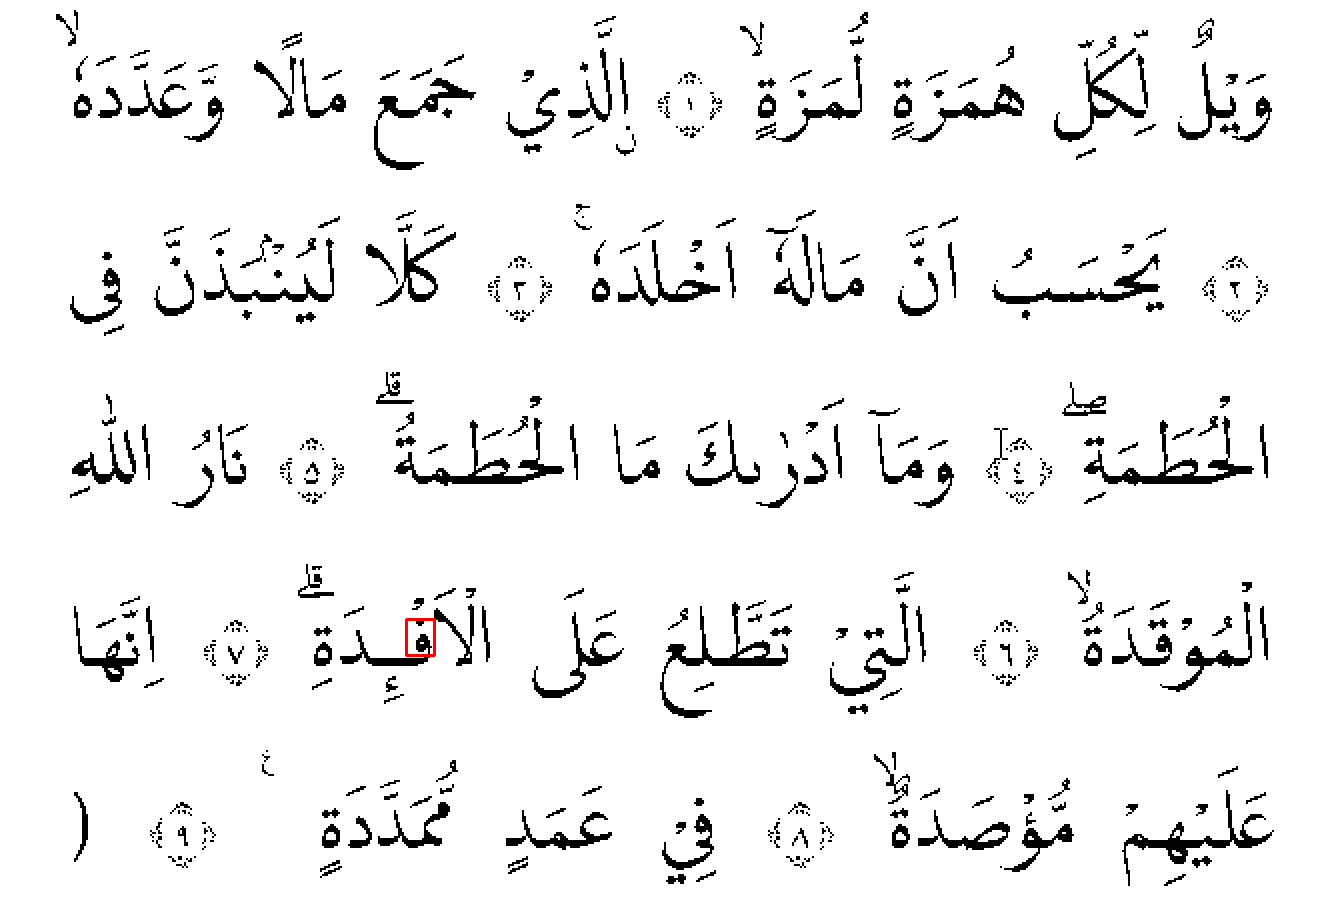 وَيْلٌ لِّكُلِّ هُمَزَةٍ لُّمَزَةٍۙ ١ ۨالَّذِيْ جَمَعَ مَالًا وَّعَدَّدَهٗۙ
٢ يَحْسَبُ اَنَّ مَالَهٗٓ اَخْلَدَهٗۚ ٣ كَلَّا لَيُنْۢبَذَنَّ فِى
الْحُطَمَةِۖ ٤ وَمَآ اَدْرٰىكَ مَا الْحُطَمَةُۗ ٥ نَارُ اللّٰهِ
الْمُوْقَدَةُۙ ٦ الَّتِيْ تَطَّلِعُ عَلَى الْاَفْـِٕدَةِۗ ٧ اِنَّهَا
عَلَيْهِمْ مُّؤْصَدَةٌۙ ٨ فِيْ عَمَدٍ مُّمَدَّدَةٍ ࣖ ٩ (